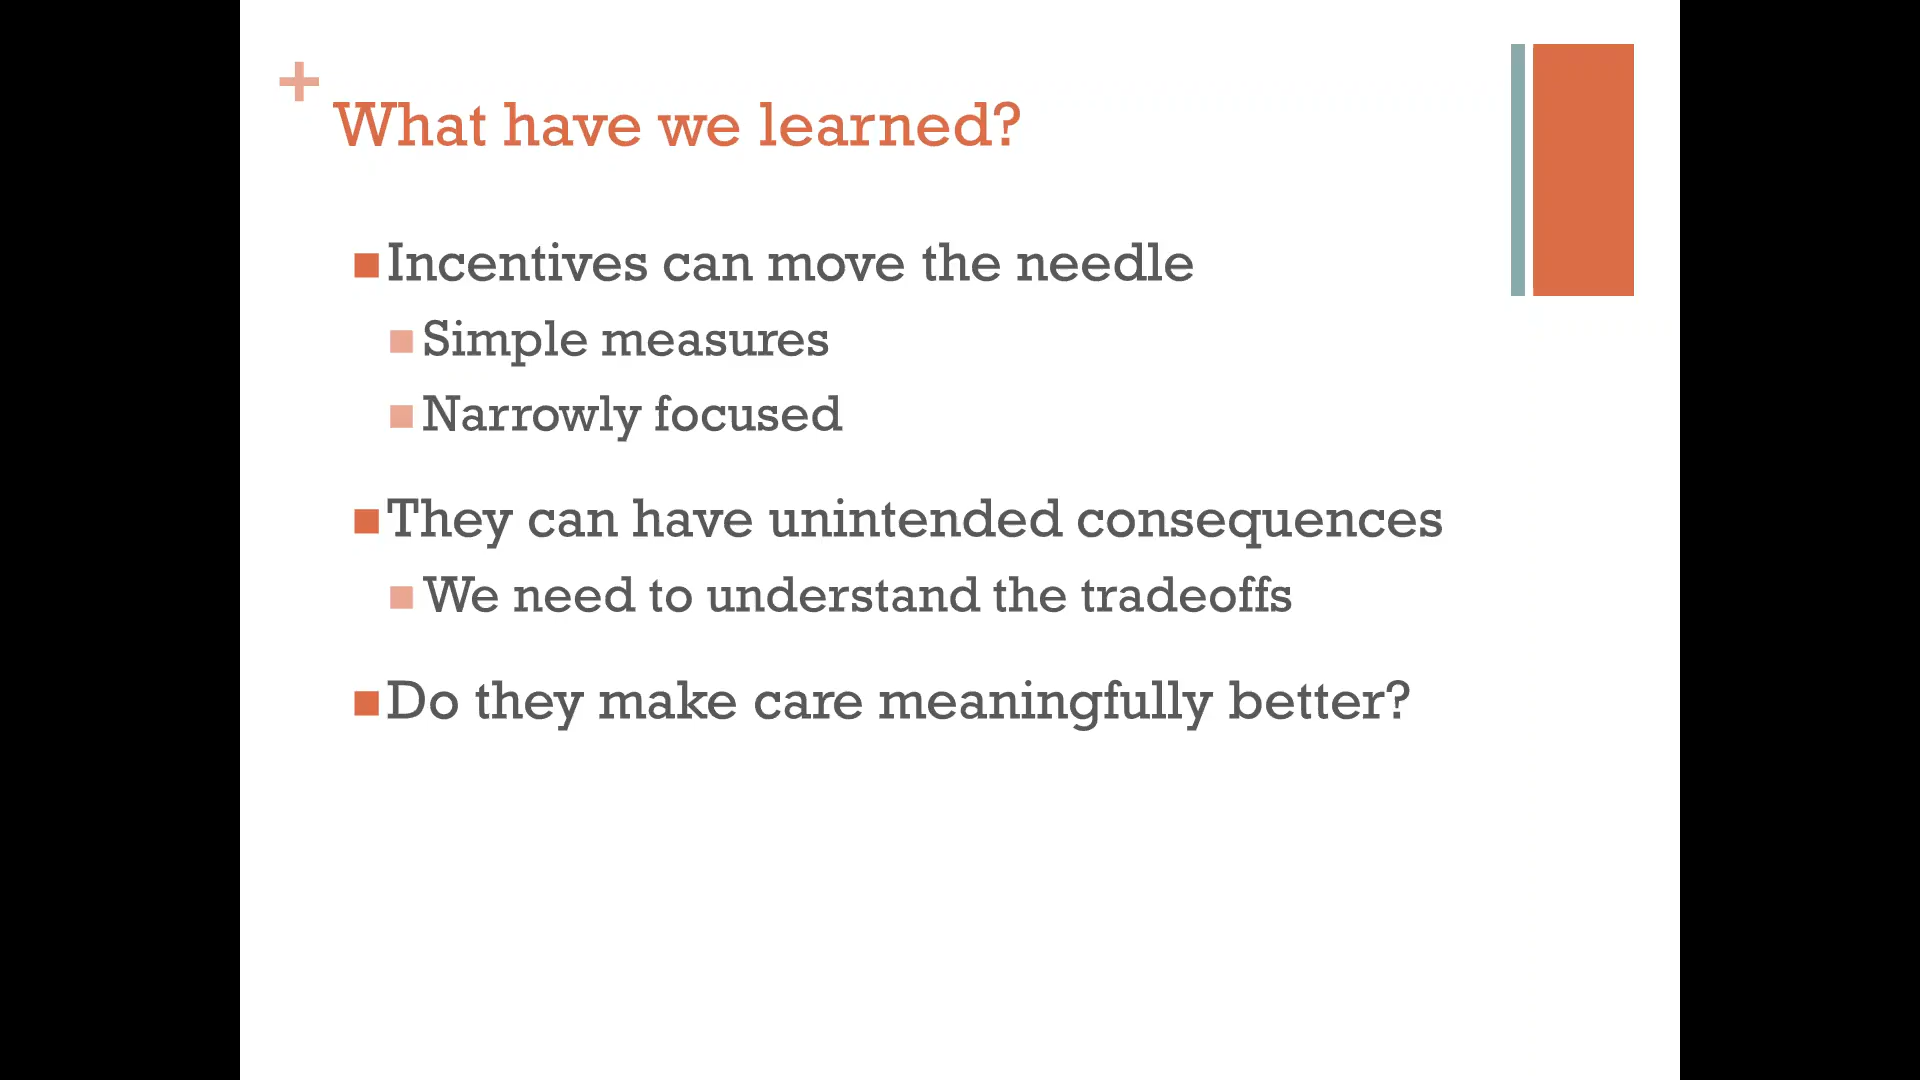 +
What have we learned?
Incentives can move the needle
Simple measures
Narrowly focused
They can have unintended consequences
We need to understand the tradeoffs
Do they make care meaningfully better?